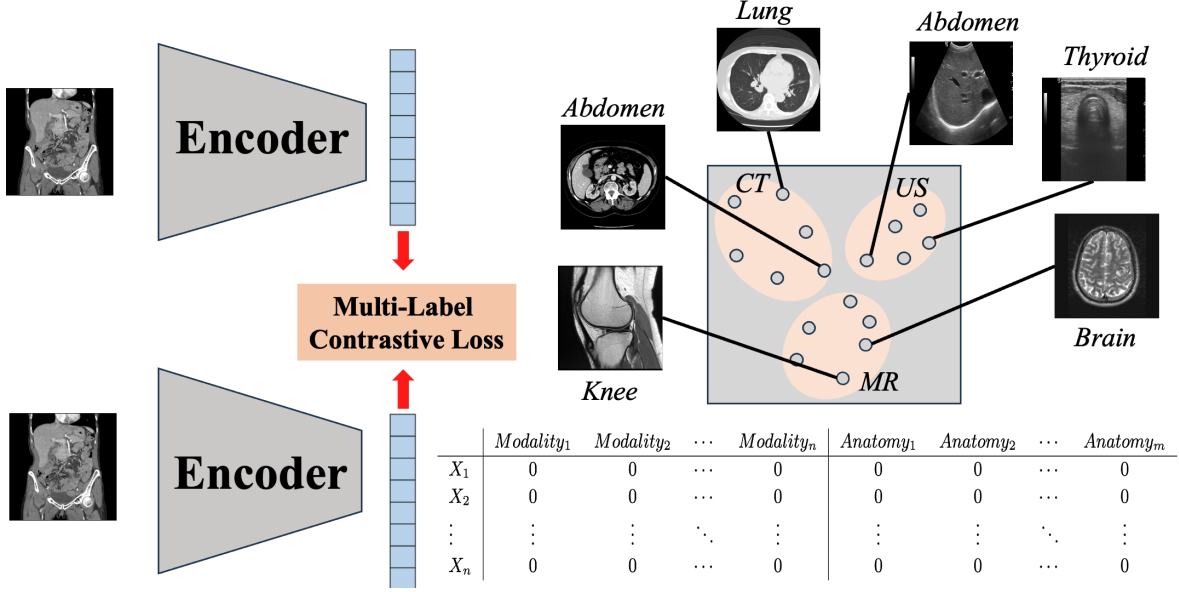 Encoder
Multi-Label
Contrastive Loss
Encoder
Lung
Abdomen
Thyroid
Abdomen
CT
US
Knee
MR
Brain
Modality₁ Modality₂ ⋯ Modalityₙ Anatomy₁ Anatomy₂ ⋯ Anatomyₘ
X₁ 0 0 ⋯ 0 0 0 ⋯ 0
X₂ 0 0 ⋯ 0 0 0 ⋯ 0
⋮ ⋮ ⋮ ⋱ ⋮ ⋮ ⋮ ⋱ ⋮
Xₙ 0 0 ⋯ 0 0 0 ⋯ 0